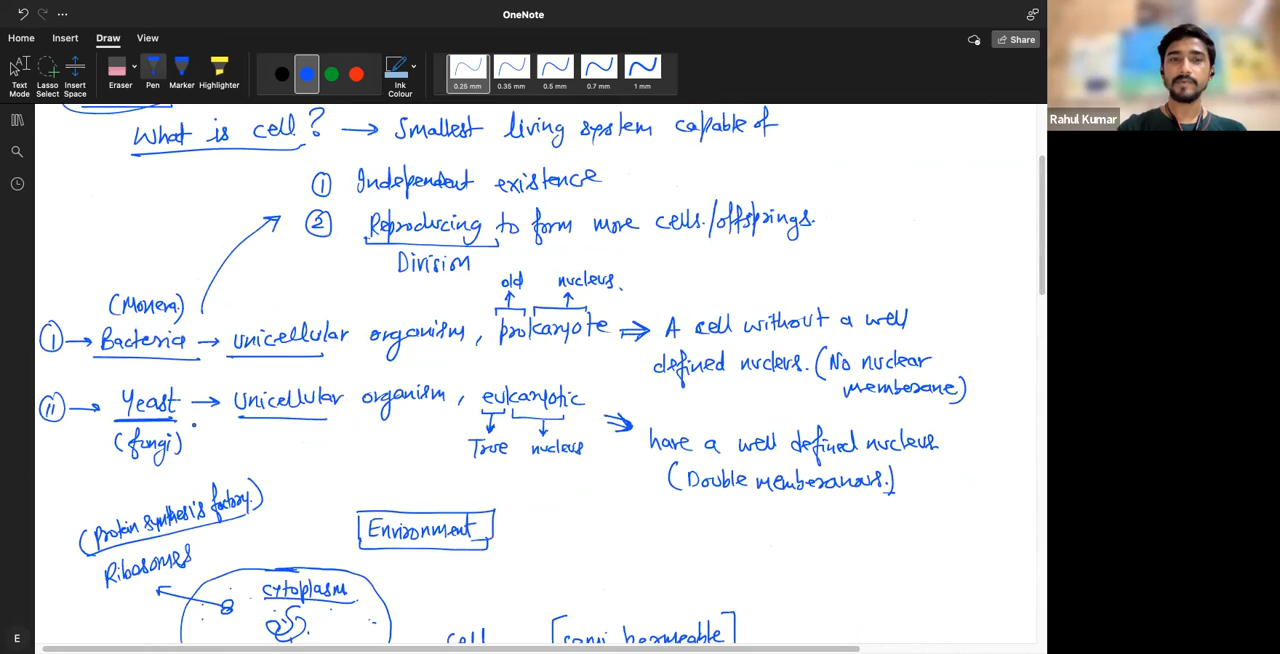 OneNote
Home Insert Draw View
Share
Text Mode
Lasso Select
Insert Space
Eraser
Pen
Marker
Highlighter
Ink Colour
0.25 mm
0.35 mm
0.5 mm
0.7 mm
1 mm
Rahul Kumar
What is cell? → Smallest living system capable of
① Independent existence
② Reproducing to form more cells./offsprings.
Division
old nucleus.
(Monera.)
I → Bacteria → unicellular organism, prokaryote ⇒ A cell without a well
defined nucleus. (No nuclear
memberane)
II → Yeast → unicellular organism, eukaryotic ⇒
(fungi)
True nucleus
have a well defined nucleus
(Double memberanous.)
(protein synthesis factory.)
Ribosomes
Environment
cytoplasm
cell [semi permeable]
E